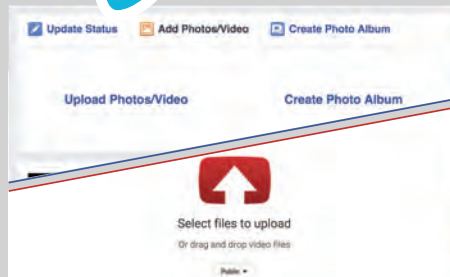 Update Status Add Photos/Video Create Photo Album
Upload Photos/Video Create Photo Album
Select files to upload
Or drag and drop video files
Public